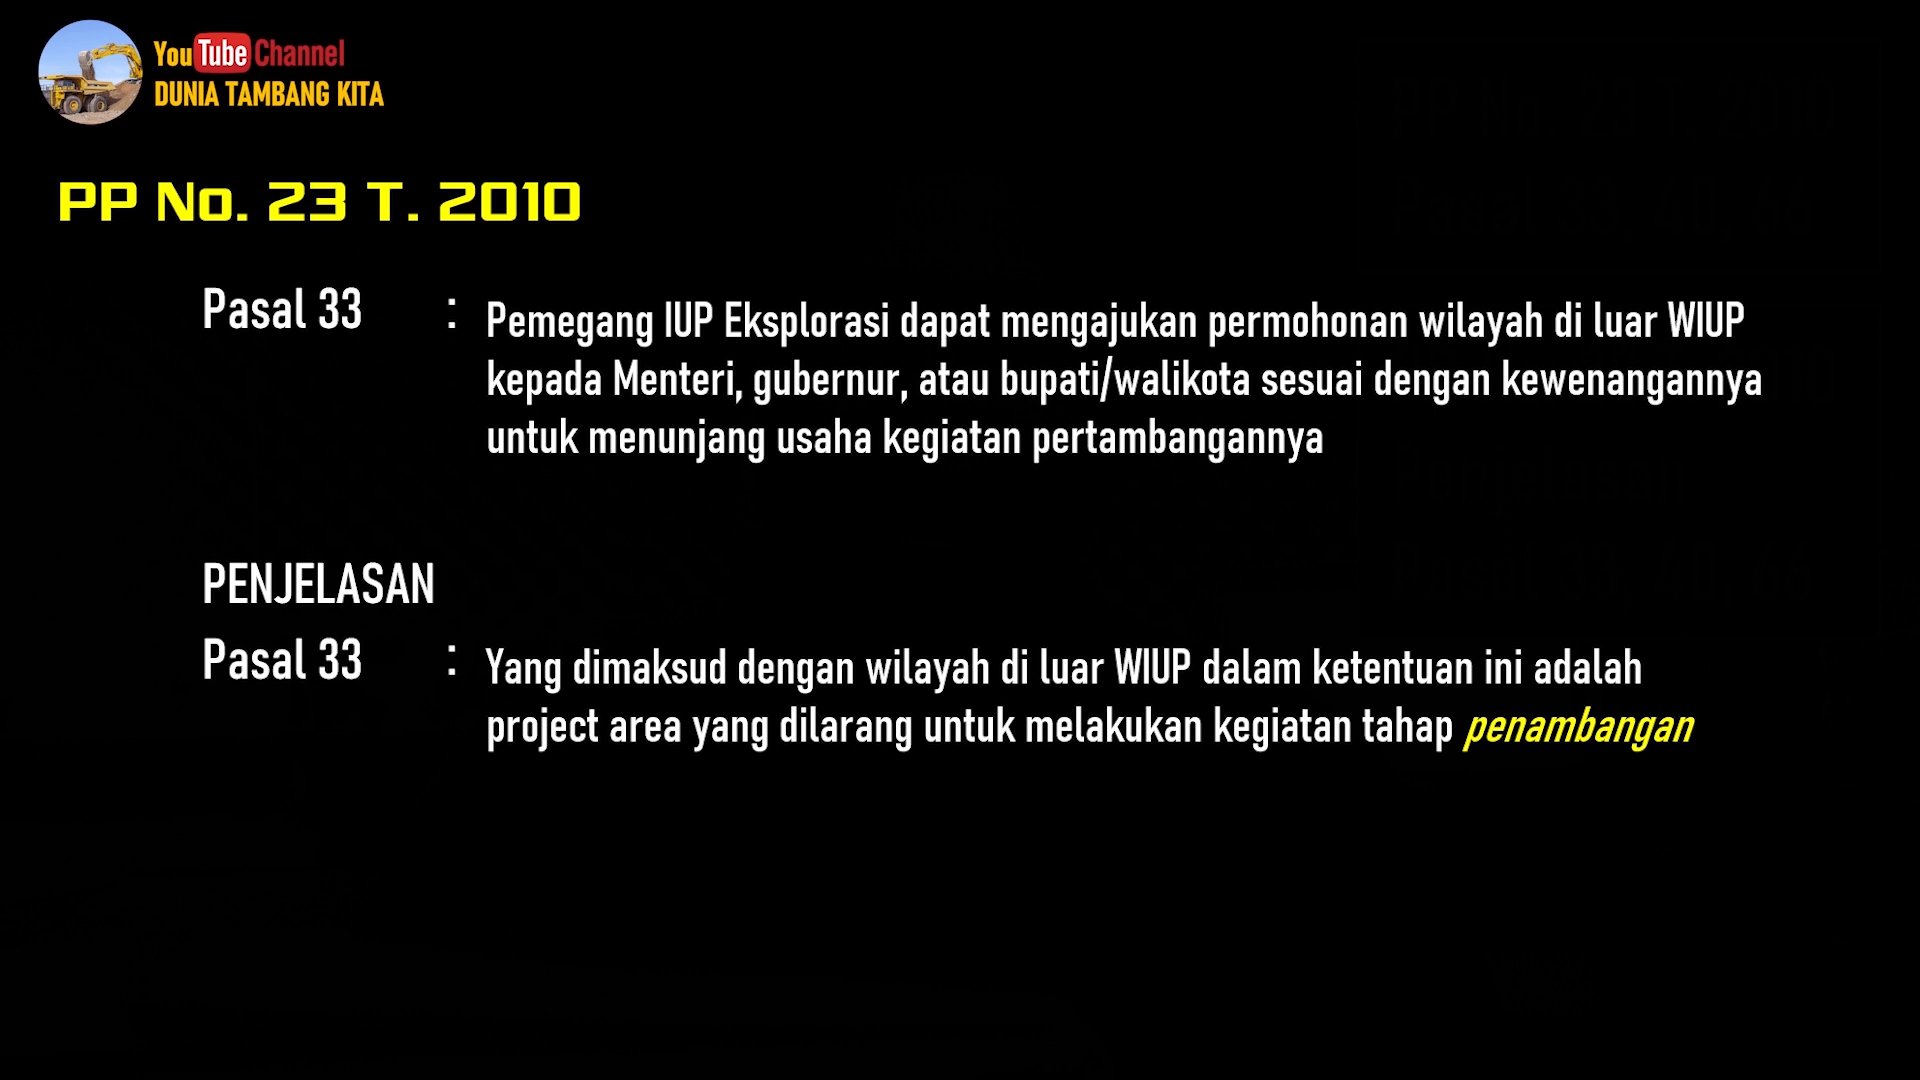 YouTube Channel
DUNIA TAMBANG KITA
PP No. 23 T. 2010
Pasal 33 : Pemegang IUP Eksplorasi dapat mengajukan permohonan wilayah di luar WIUP
kepada Menteri, gubernur, atau bupati/walikota sesuai dengan kewenangannya
untuk menunjang usaha kegiatan pertambangannya
PENJELASAN
Pasal 33 : Yang dimaksud dengan wilayah di luar WIUP dalam ketentuan ini adalah
project area yang dilarang untuk melakukan kegiatan tahap penambangan